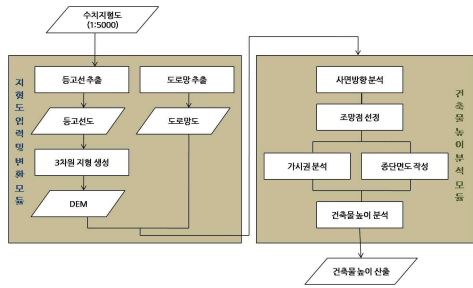 수치지형도
(1:5000)
지형도입력및변환모듈
등고선 추출
도로망 추출
등고선도
도로망도
3차원 지형 생성
DEM
사면방향 분석
조망점 선정
가시권 분석
종단면도 작성
건축물 높이 분석
건축물높이분석모듈
건축물 높이 산출